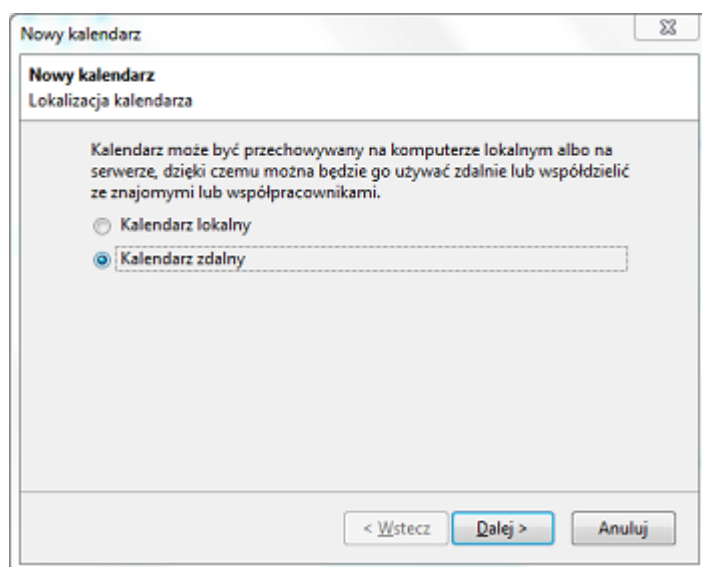 Nowy kalendarz
Nowy kalendarz
Lokalizacja kalendarza
Kalendarz może być przechowywany na komputerze lokalnym albo na
serwerze, dzięki czemu można będzie go używać zdalnie lub współdzielić
ze znajomymi lub współpracownikami.
Kalendarz lokalny
Kalendarz zdalny
< Wstecz Dalej > Anuluj